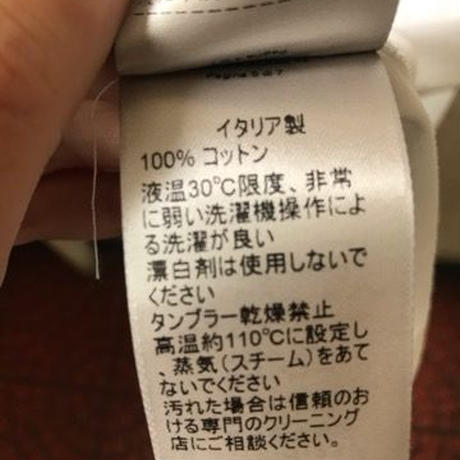 イタリア製
100% コットン
液温30℃限度、非常
に弱い洗濯機操作によ
る洗濯が良い
漂白剤は使用しないで
ください
タンブラー乾燥禁止
高温約110℃に設定し
、蒸気（スチーム）をあて
ないでください
汚れた場合は信頼のお
ける専門のクリーニング
店にご相談ください。